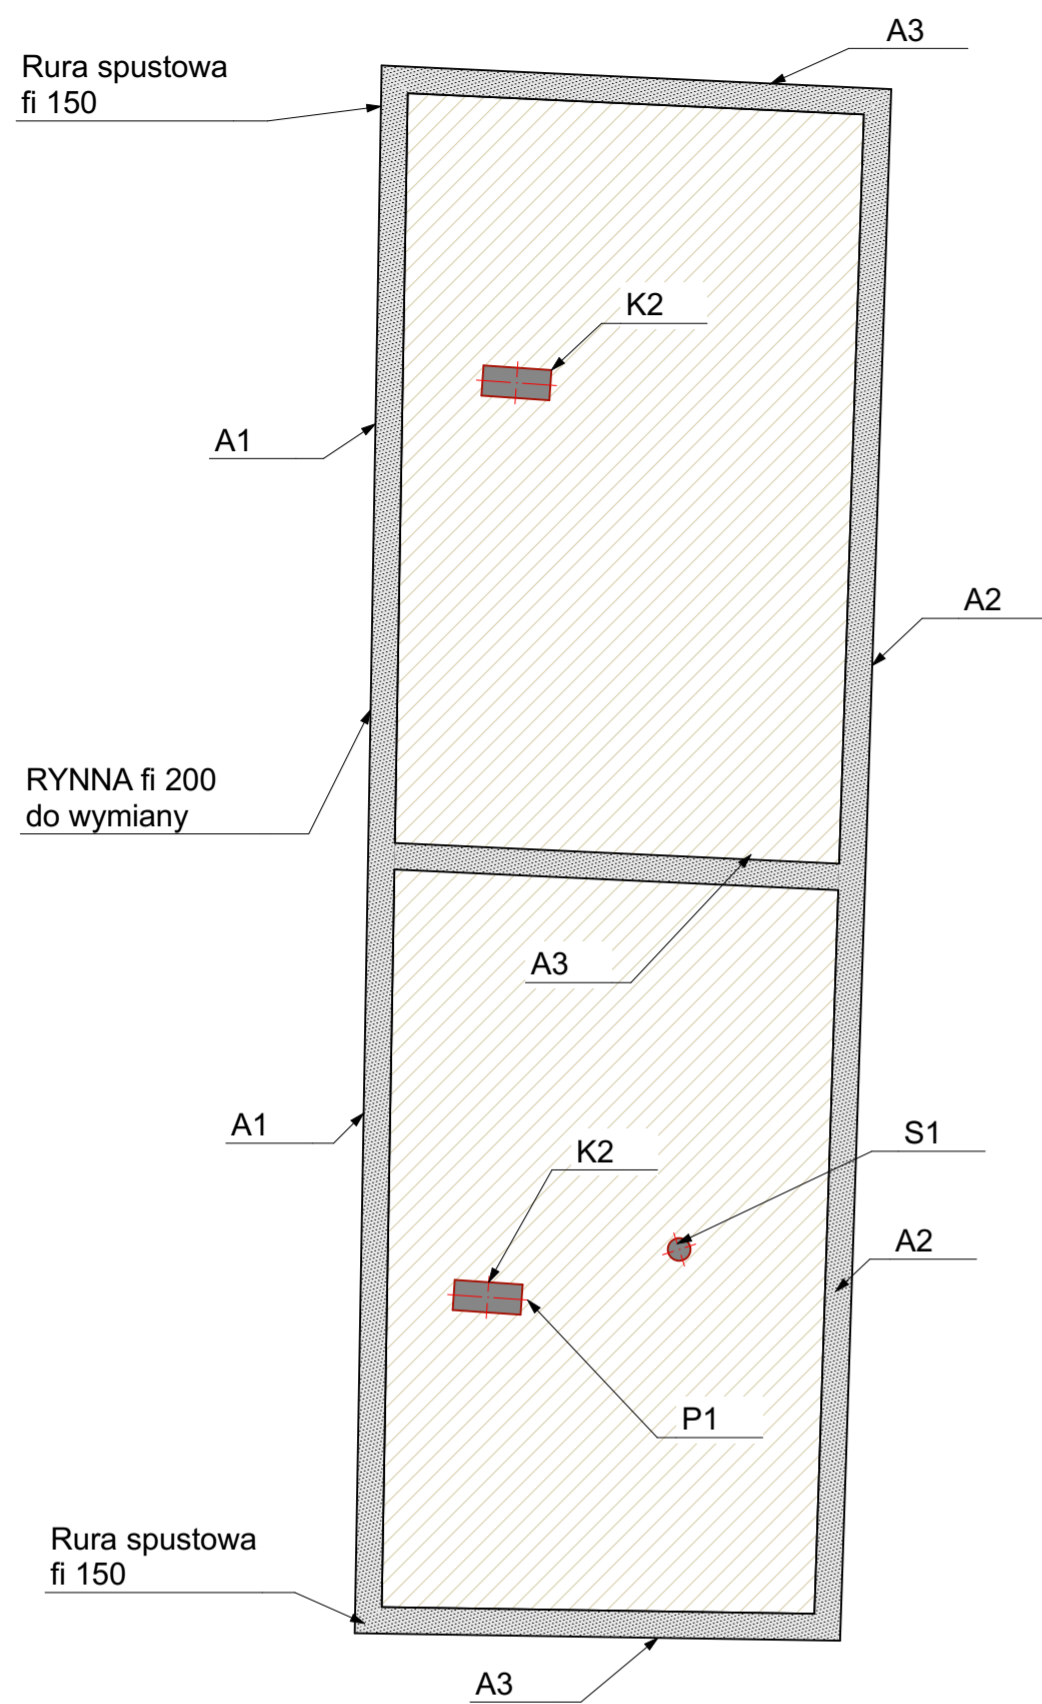 A3
Rura spustowa
fi 150
K2
A1
A2
RYNNA fi 200
do wymiany
A3
A1
S1
K2
A2
P1
Rura spustowa
fi 150
A3